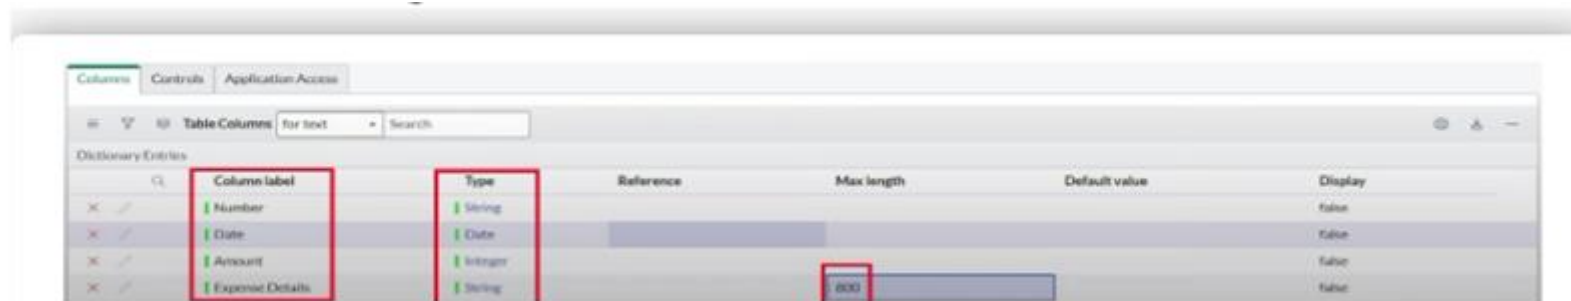 Columns Controls Application Access
Table Columns for text Search
Dictionary Entries
Column label Type Reference Max length Default value Display
Number String false
Date Date false
Amount Integer false
Expense Details String 800 false